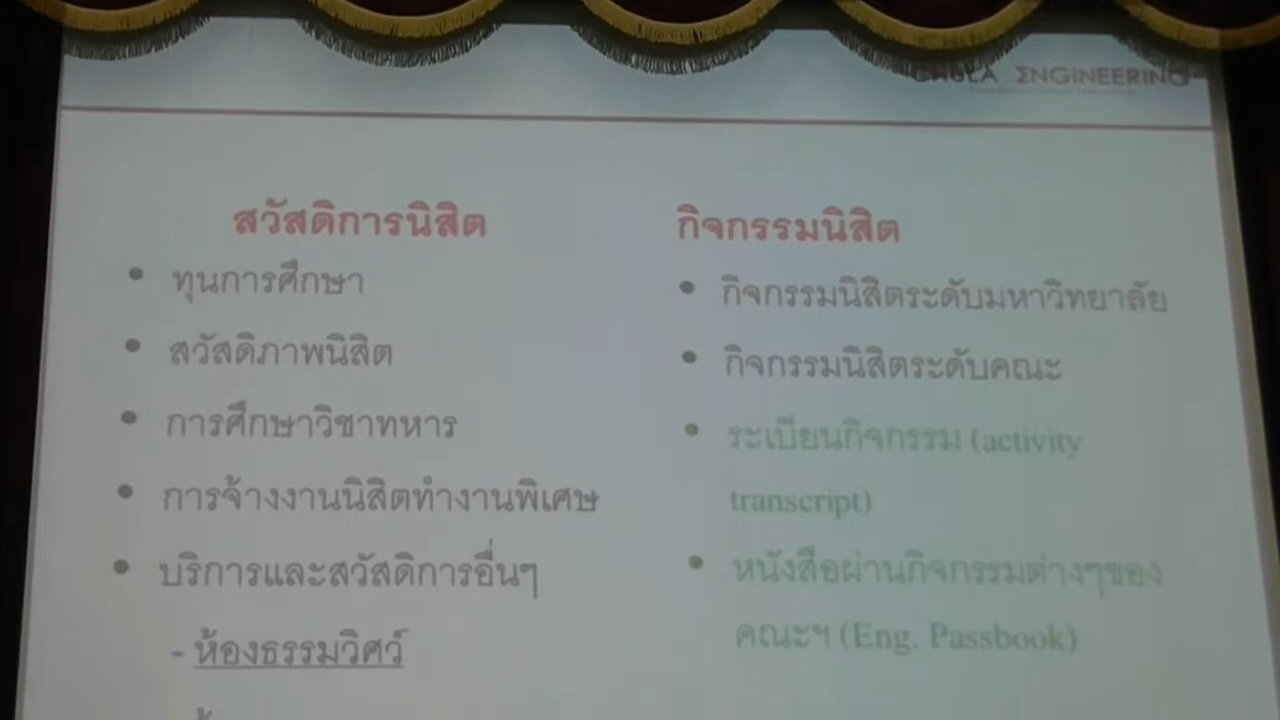 CHULA ΣNGINEERING
สวัสดิการนิสิต
• ทุนการศึกษา
• สวัสดิภาพนิสิต
• การศึกษาวิชาทหาร
• การจ้างงานนิสิตทำงานพิเศษ
• บริการและสวัสดิการอื่นๆ
- ห้องธรรมวิศว์
กิจกรรมนิสิต
• กิจกรรมนิสิตระดับมหาวิทยาลัย
• กิจกรรมนิสิตระดับคณะ
• ระเบียนกิจกรรม (activity
transcript)
• หนังสือผ่านกิจกรรมต่างๆของ
คณะฯ (Eng. Passbook)